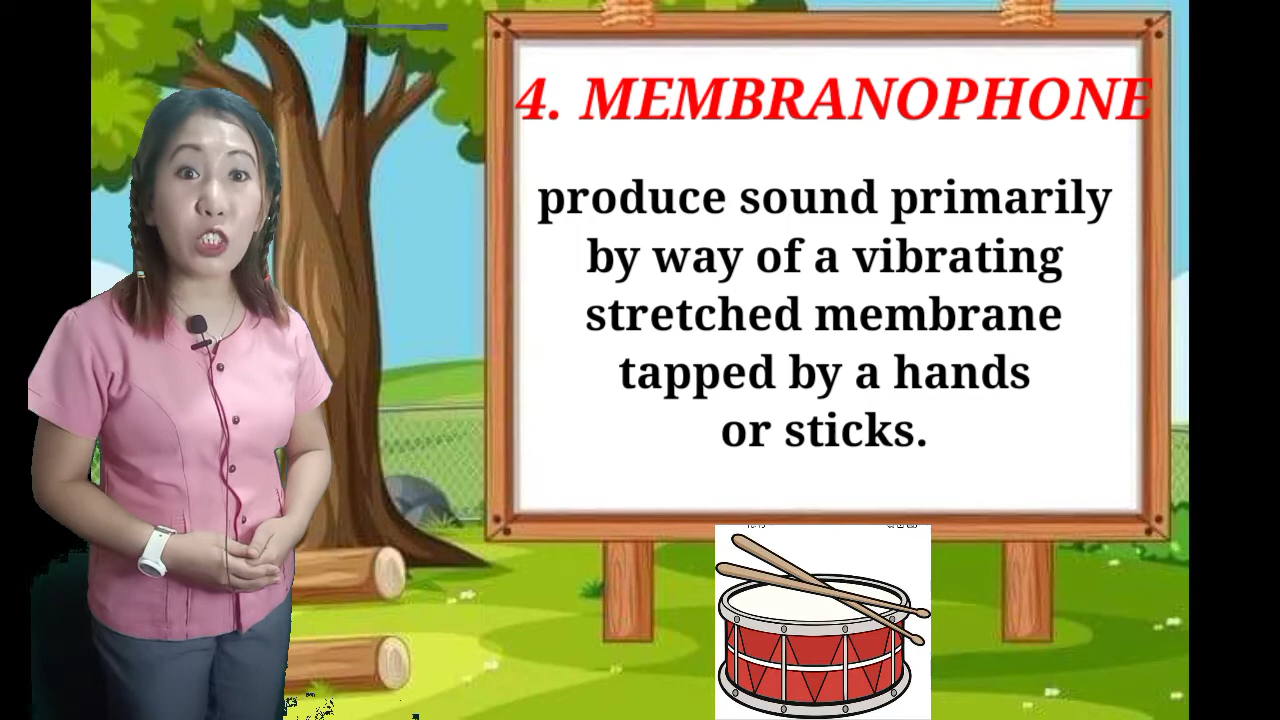 4. MEMBRANOPHONE
produce sound primarily
by way of a vibrating
stretched membrane
tapped by a hands
or sticks.